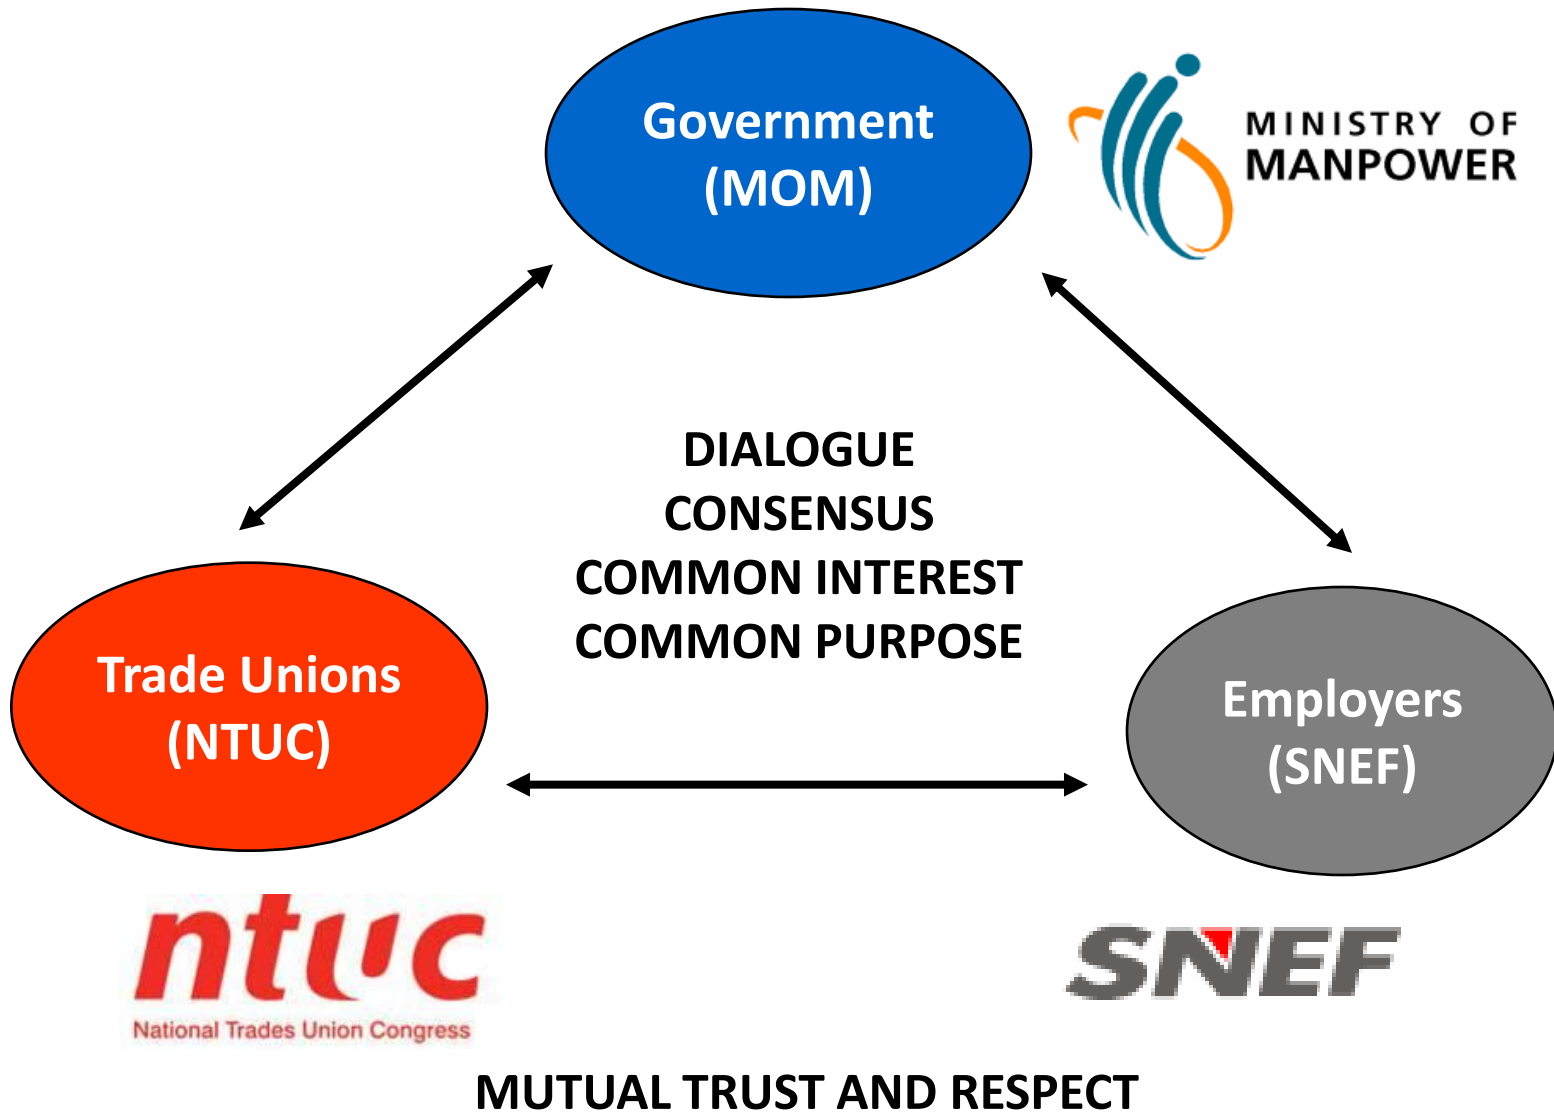 Government
(MOM)
MINISTRY OF
MANPOWER
DIALOGUE
CONSENSUS
COMMON INTEREST
COMMON PURPOSE
Trade Unions
(NTUC)
Employers
(SNEF)
ntuc
National Trades Union Congress
SNEF
MUTUAL TRUST AND RESPECT